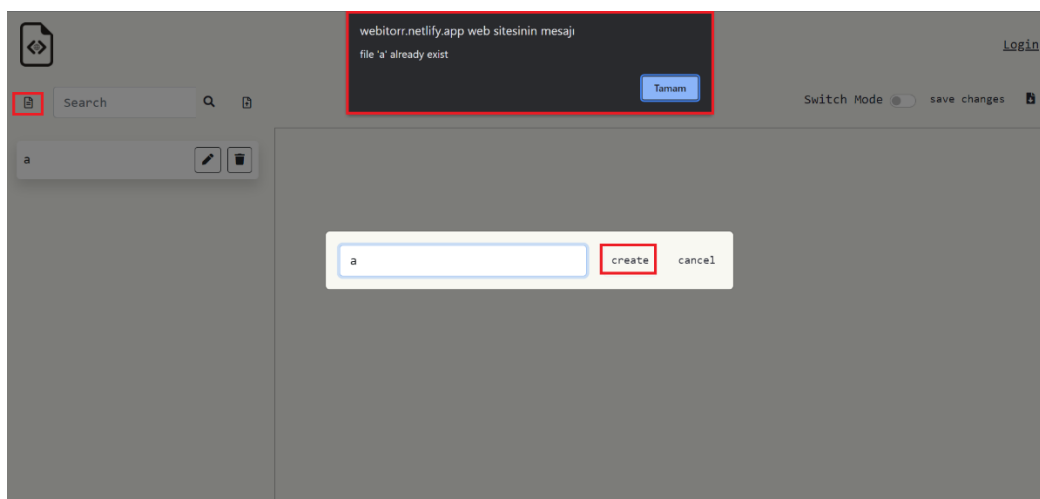 webitorr.netlify.app web sitesinin mesajı
file 'a' already exist
Tamam
Login
Search
Switch Mode
save changes
a
a
create
cancel